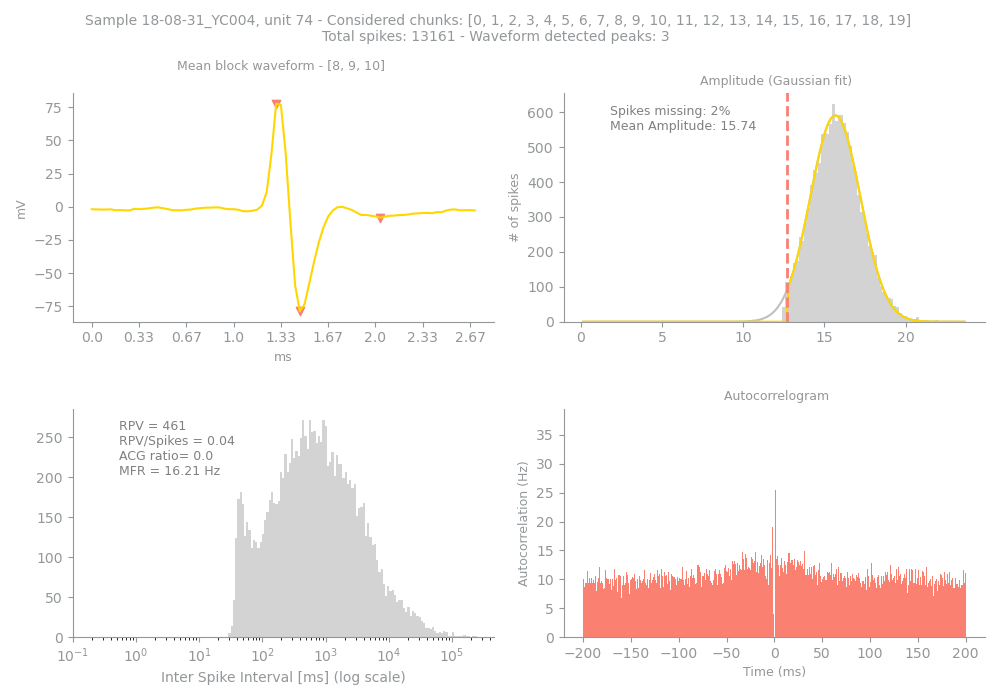 Sample 18-08-31_YC004, unit 74 - Considered chunks: [0, 1, 2, 3, 4, 5, 6, 7, 8, 9, 10, 11, 12, 13, 14, 15, 16, 17, 18, 19]
Total spikes: 13161 - Waveform detected peaks: 3
Mean block waveform - [8, 9, 10]
mV
75
50
25
0
−25
−50
−75
0.0 0.33 0.67 1.0 1.33 1.67 2.0 2.33 2.67
ms
Amplitude (Gaussian fit)
Spikes missing: 2%
Mean Amplitude: 15.74
# of spikes
600
500
400
300
200
100
0
0 5 10 15 20
RPV = 461
RPV/Spikes = 0.04
ACG ratio= 0.0
MFR = 16.21 Hz
250
200
150
100
50
0
10−1 100 101 102 103 104 105
Inter Spike Interval [ms] (log scale)
Autocorrelogram
Autocorrelation (Hz)
35
30
25
20
15
10
5
0
−200 −150 −100 −50 0 50 100 150 200
Time (ms)